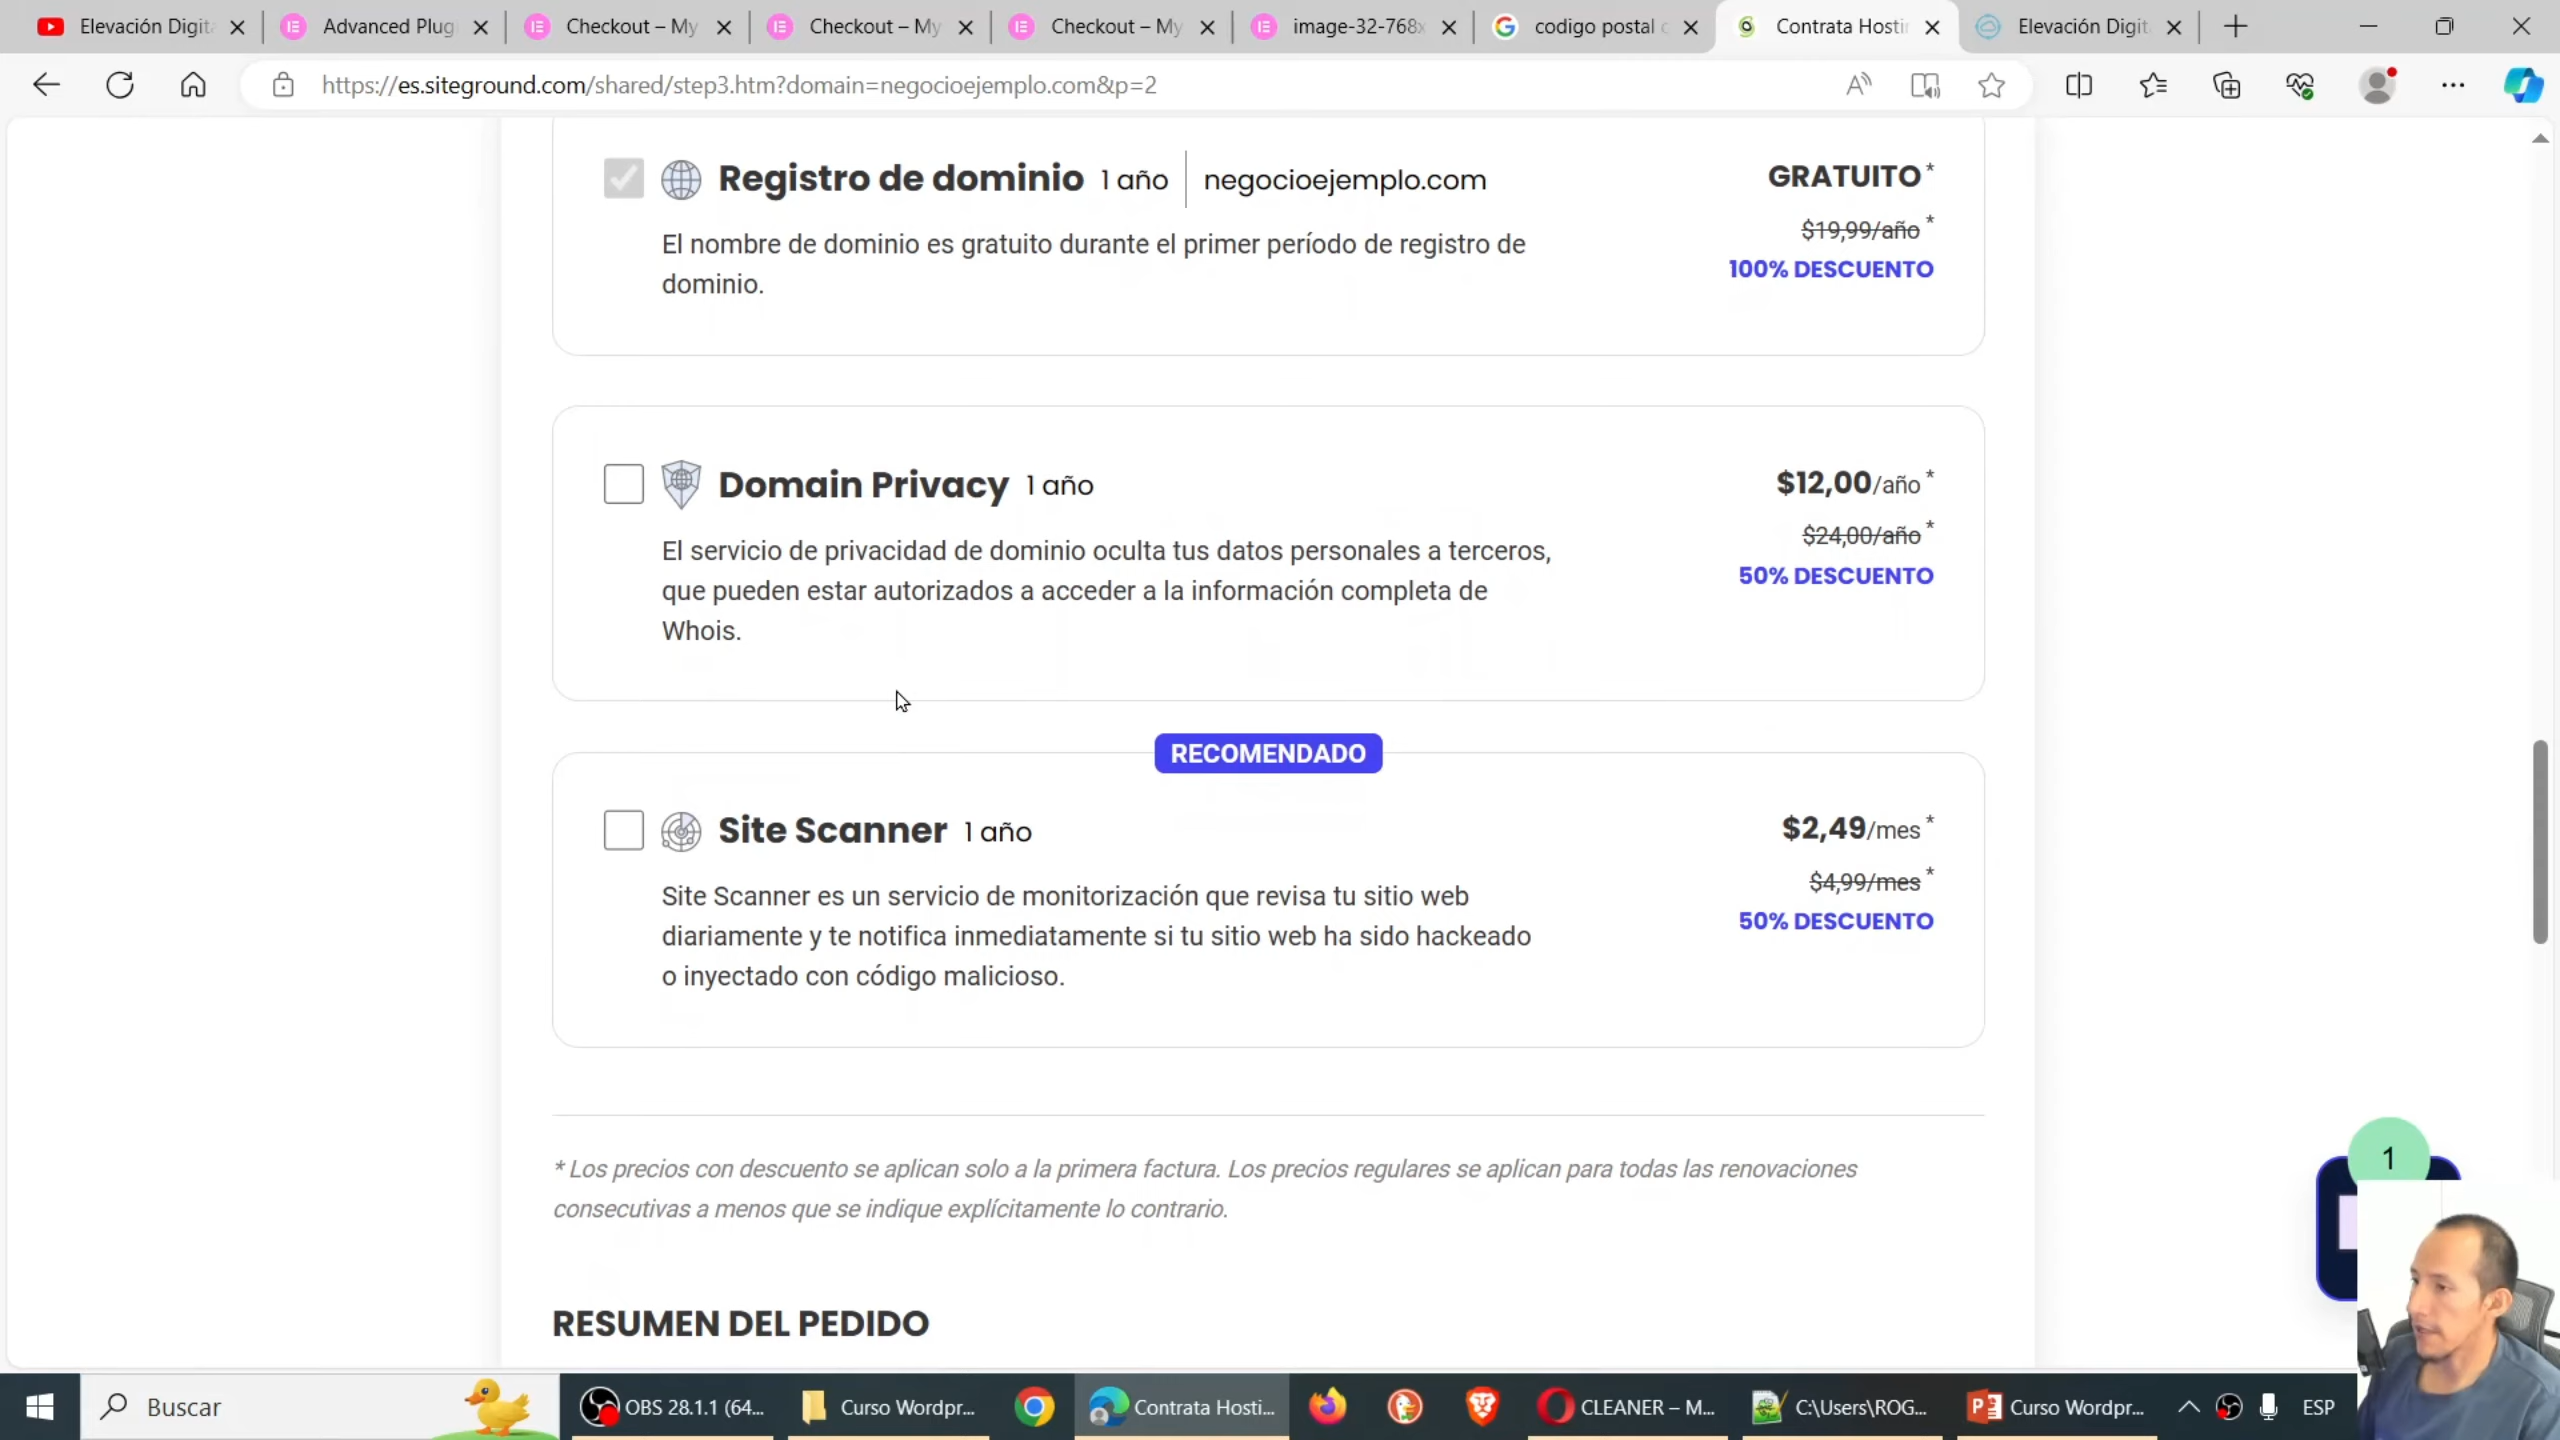 Elevación Digit
Advanced Plug
Checkout – My
Checkout – My
Checkout – My
image-32-768x
codigo postal c
Contrata Hostin
Elevación Digit
https://es.siteground.com/shared/step3.htm?domain=negocioejemplo.com&p=2
Registro de dominio 1 año negocioejemplo.com
GRATUITO*
$19,99/año*
100% DESCUENTO
El nombre de dominio es gratuito durante el primer período de registro de
dominio.
Domain Privacy 1 año
$12,00/año*
$24,00/año*
50% DESCUENTO
El servicio de privacidad de dominio oculta tus datos personales a terceros,
que pueden estar autorizados a acceder a la información completa de
Whois.
RECOMENDADO
Site Scanner 1 año
$2,49/mes*
$4,99/mes*
50% DESCUENTO
Site Scanner es un servicio de monitorización que revisa tu sitio web
diariamente y te notifica inmediatamente si tu sitio web ha sido hackeado
o inyectado con código malicioso.
* Los precios con descuento se aplican solo a la primera factura. Los precios regulares se aplican para todas las renovaciones
consecutivas a menos que se indique explícitamente lo contrario.
1
RESUMEN DEL PEDIDO
Buscar
OBS 28.1.1 (64...
Curso Wordpr...
Contrata Hosti...
CLEANER – M...
C:\Users\ROG...
Curso Wordpr...
ESP